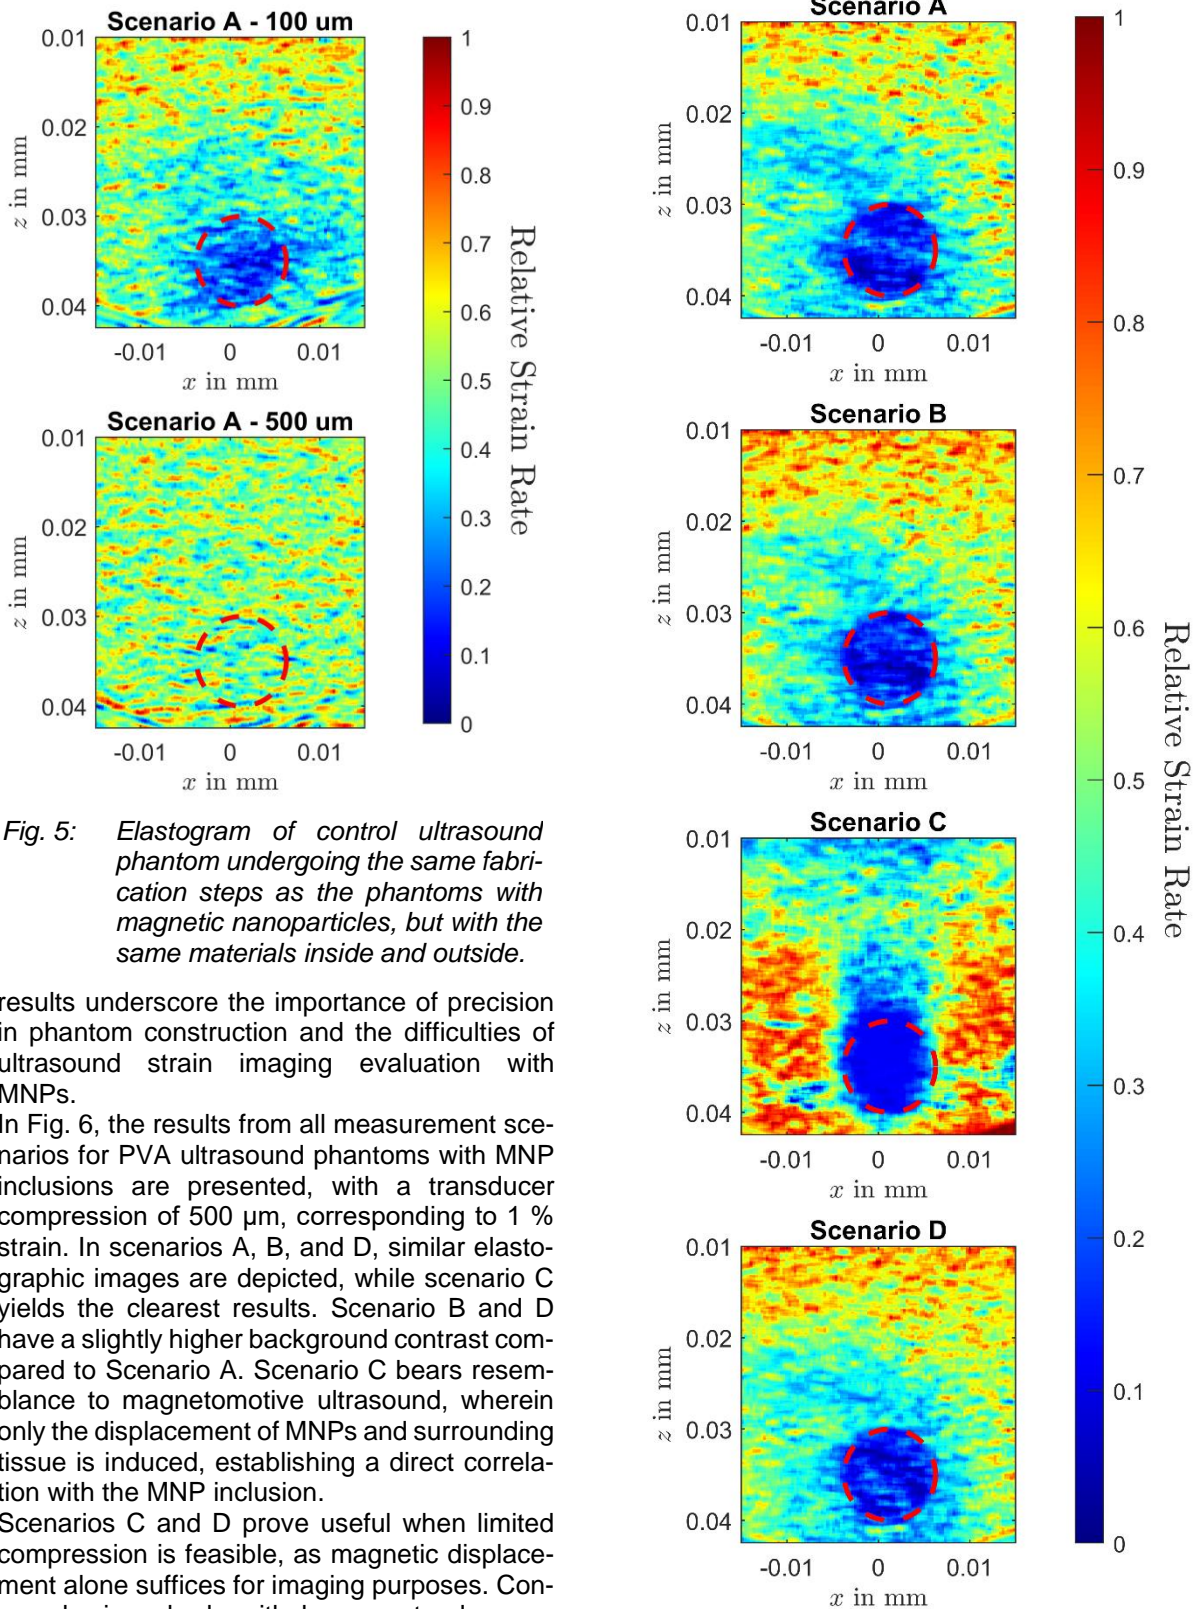 Scenario A - 100 um
0.01
0.02
0.03
0.04
z in mm
-0.01 0 0.01
x in mm
Scenario A - 500 um
0.01
0.02
0.03
0.04
z in mm
-0.01 0 0.01
x in mm
1
0.9
0.8
0.7
0.6
0.5
0.4
0.3
0.2
0.1
0
Relative Strain Rate
Fig. 5: Elastogram of control ultrasound
phantom undergoing the same fabri-
cation steps as the phantoms with
magnetic nanoparticles, but with the
same materials inside and outside.
results underscore the importance of precision
in phantom construction and the difficulties of
ultrasound strain imaging evaluation with
MNPs.
In Fig. 6, the results from all measurement sce-
narios for PVA ultrasound phantoms with MNP
inclusions are presented, with a transducer
compression of 500 µm, corresponding to 1 %
strain. In scenarios A, B, and D, similar elasto-
graphic images are depicted, while scenario C
yields the clearest results. Scenario B and D
have a slightly higher background contrast com-
pared to Scenario A. Scenario C bears resem-
blance to magnetomotive ultrasound, wherein
only the displacement of MNPs and surrounding
tissue is induced, establishing a direct correla-
tion with the MNP inclusion.
Scenarios C and D prove useful when limited
compression is feasible, as magnetic displace-
ment alone suffices for imaging purposes. Con-
Scenario A
0.01
0.02
0.03
0.04
z in mm
-0.01 0 0.01
x in mm
Scenario B
0.01
0.02
0.03
0.04
z in mm
-0.01 0 0.01
x in mm
Scenario C
0.01
0.02
0.03
0.04
z in mm
-0.01 0 0.01
x in mm
Scenario D
0.01
0.02
0.03
0.04
z in mm
-0.01 0 0.01
x in mm
1
0.9
0.8
0.7
0.6
0.5
0.4
0.3
0.2
0.1
0
Relative Strain Rate